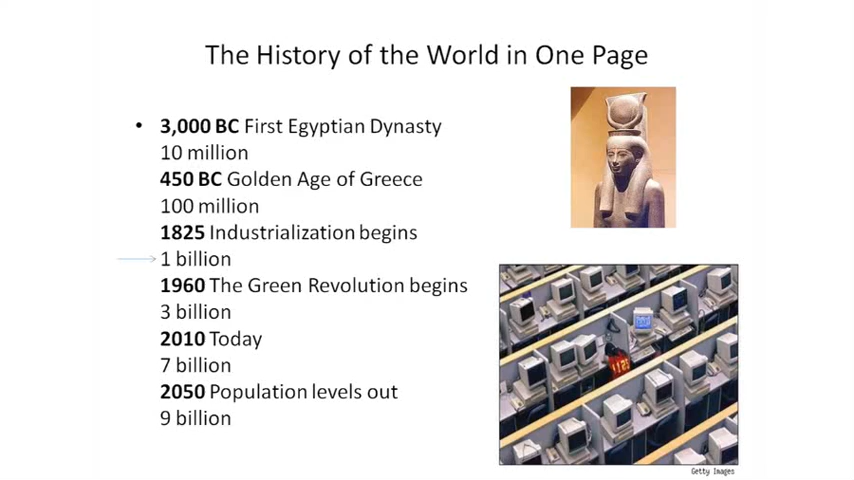 The History of the World in One Page
• 3,000 BC First Egyptian Dynasty
10 million
450 BC Golden Age of Greece
100 million
1825 Industrialization begins
1 billion
1960 The Green Revolution begins
3 billion
2010 Today
7 billion
2050 Population levels out
9 billion
1125
Getty Images